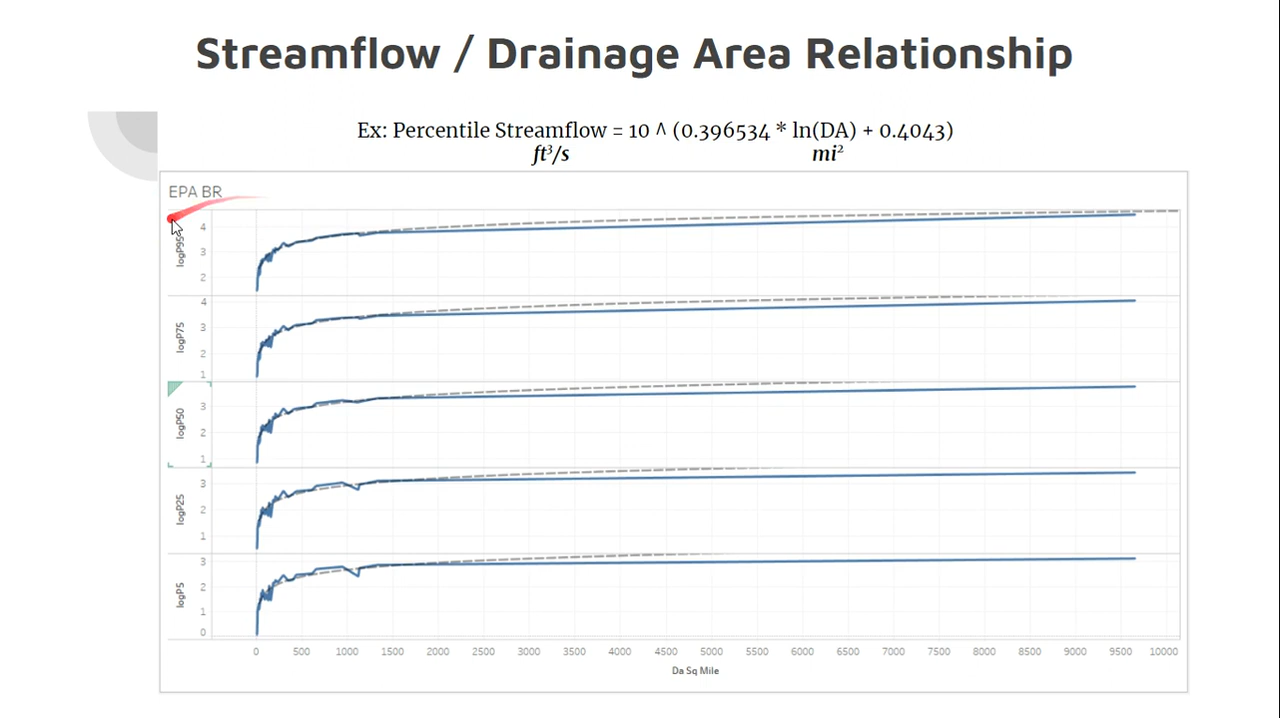 Streamflow / Drainage Area Relationship
Ex: Percentile Streamflow = 10 ^ (0.396534 * ln(DA) + 0.4043)
ft³/s mi²
EPA BR
logP95
4
3
2
logP75
4
3
2
1
logP50
3
2
1
logP25
3
2
1
logP5
3
2
1
0
0 500 1000 1500 2000 2500 3000 3500 4000 4500 5000 5500 6000 6500 7000 7500 8000 8500 9000 9500 10000
Da Sq Mile